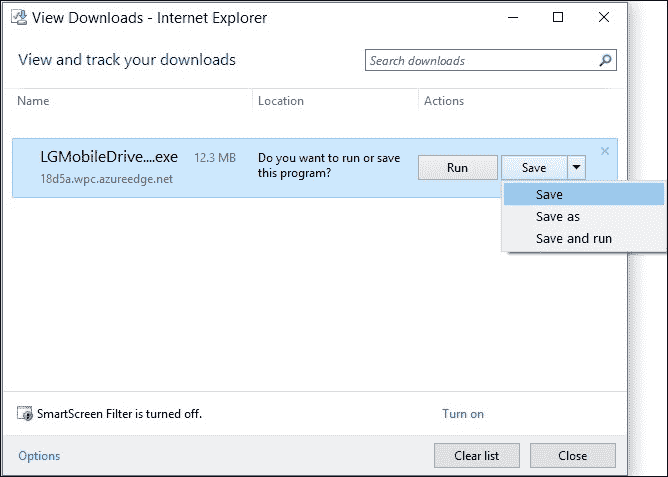 View Downloads - Internet Explorer
View and track your downloads
Search downloads
Name Location Actions
LGMobileDrive....exe 12.3 MB Do you want to run or save this program? Run Save
18d5a.wpc.azureedge.net
Save
Save as
Save and run
SmartScreen Filter is turned off. Turn on
Options Clear list Close